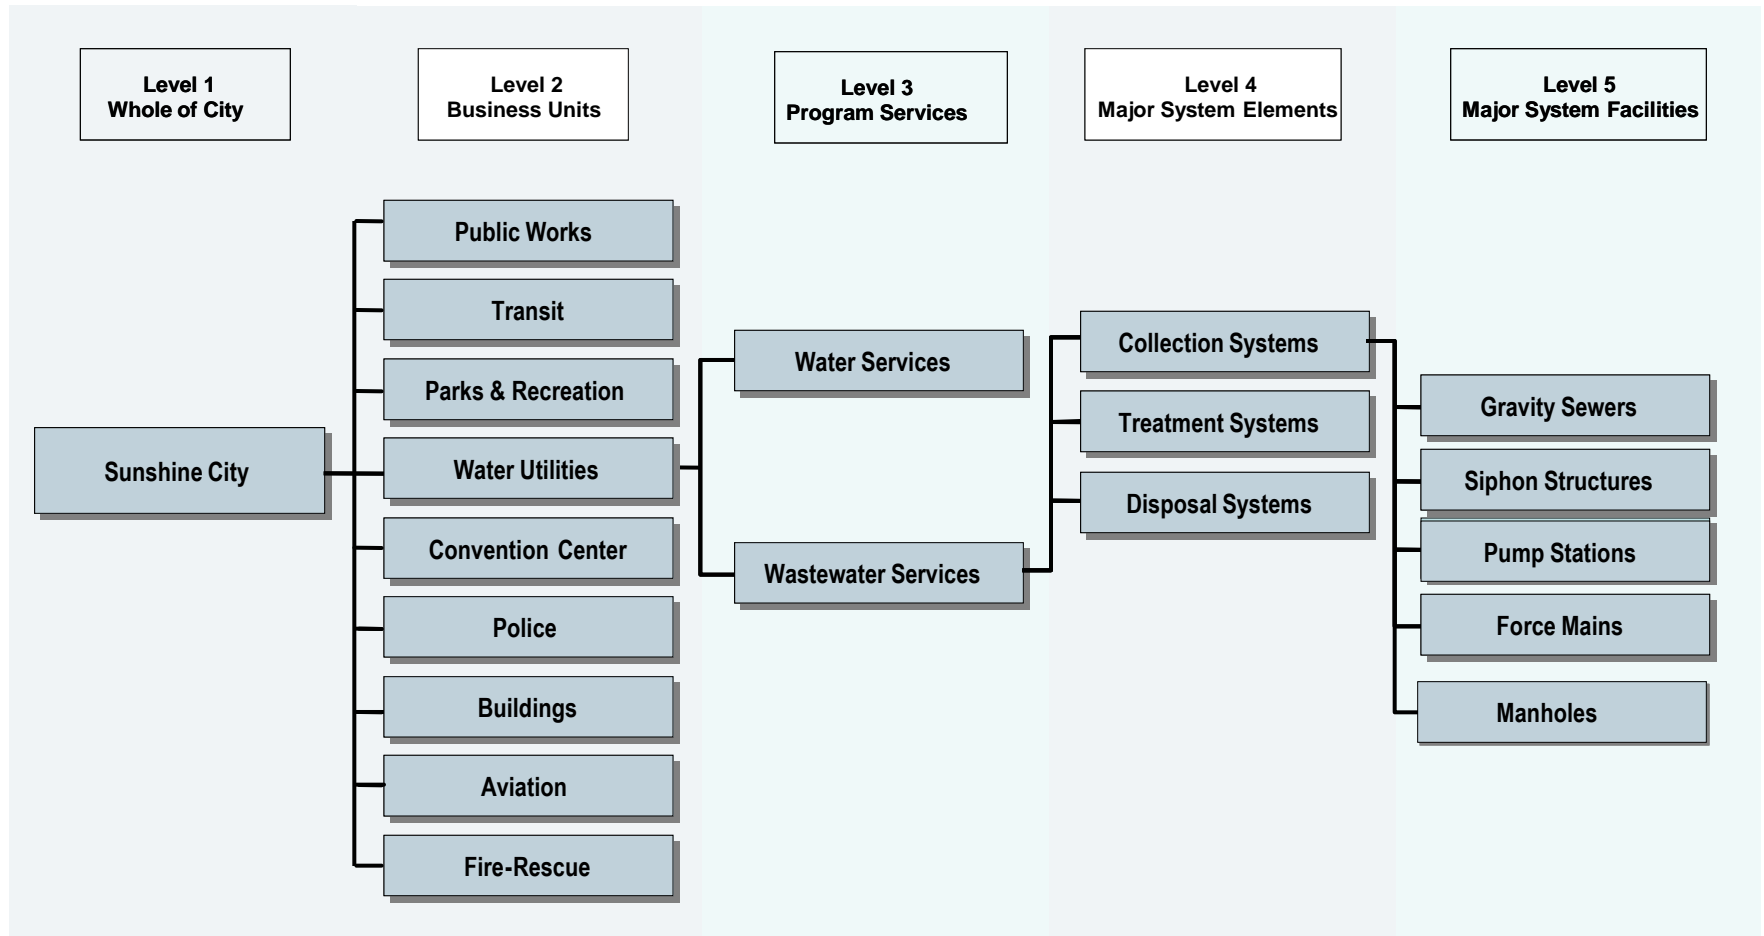 Level 1
Whole of City
Level 2
Business Units
Level 3
Program Services
Level 4
Major System Elements
Level 5
Major System Facilities
Sunshine City
Public Works
Transit
Parks & Recreation
Water Utilities
Convention Center
Police
Buildings
Aviation
Fire-Rescue
Water Services
Wastewater Services
Collection Systems
Treatment Systems
Disposal Systems
Gravity Sewers
Siphon Structures
Pump Stations
Force Mains
Manholes